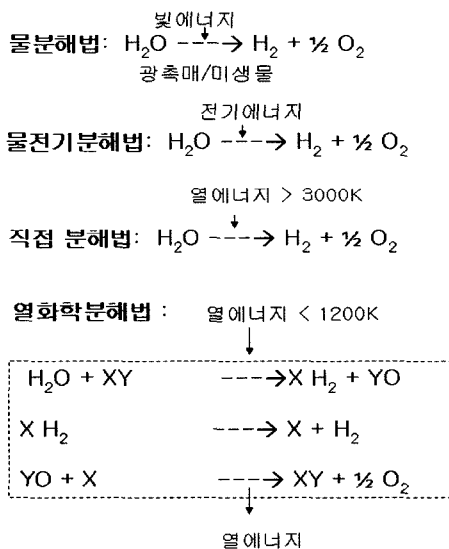 빛에너지
물분해법: H₂O ---→ H₂ + ½ O₂
광촉매/미생물
전기에너지
물전기분해법: H₂O ---→ H₂ + ½ O₂
열에너지 > 3000K
직접 분해법: H₂O ---→ H₂ + ½ O₂
열화학분해법 : 열에너지 < 1200K
H₂O + XY ---→ X H₂ + YO
X H₂ ---→ X + H₂
YO + X ---→ XY + ½ O₂
열에너지